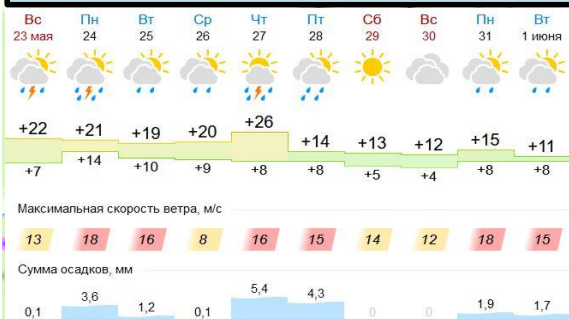 Вс Пн Вт Ср Чт Пт Сб Вс Пн Вт
23 мая 24 25 26 27 28 29 30 31 1 июня
+22 +21 +19 +20 +26 +14 +13 +12 +15 +11
+7 +14 +10 +9 +8 +8 +5 +4 +8 +8
Максимальная скорость ветра, м/с
13 18 16 8 16 15 14 12 18 15
Сумма осадков, мм
0,1 3,6 1,2 0,1 5,4 4,3 0 0 1,9 1,7